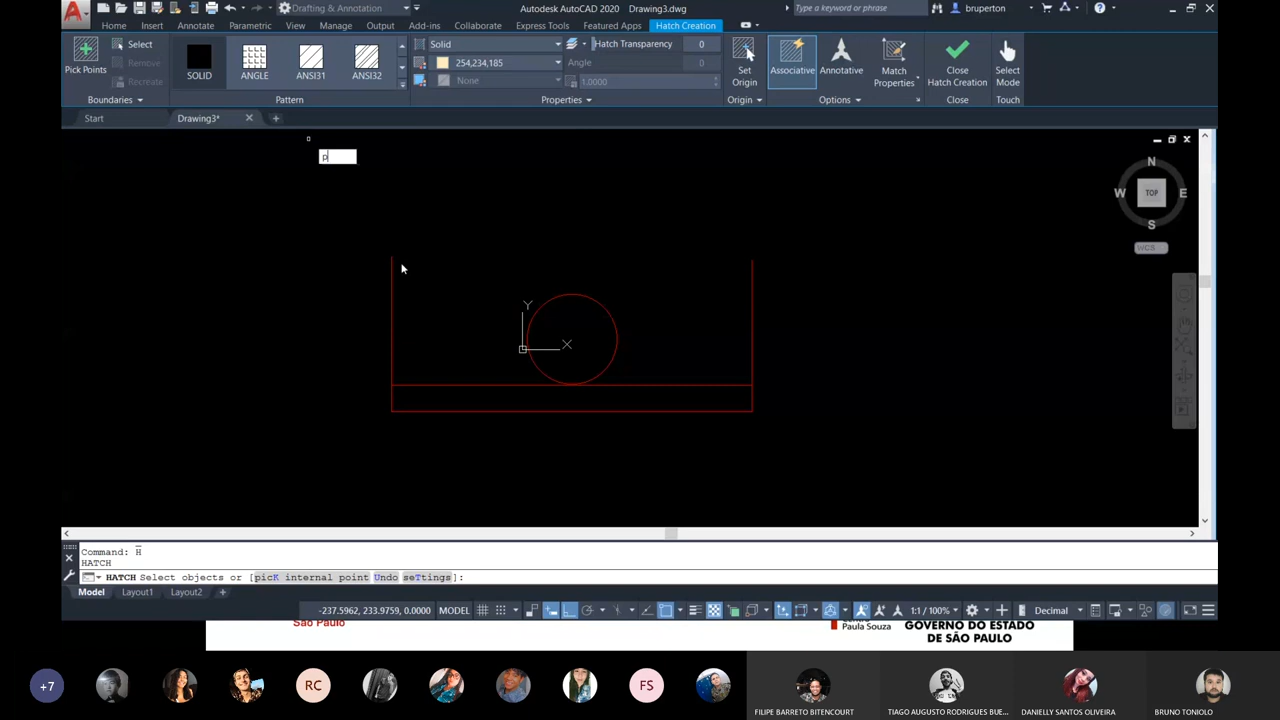 Drafting & Annotation
Autodesk AutoCAD 2020 Drawing3.dwg
Type a keyword or phrase
bruperton
Home Insert Annotate Parametric View Manage Output Add-ins Collaborate Express Tools Featured Apps Hatch Creation
Pick Points
Select
Remove
Recreate
Boundaries
SOLID
ANGLE
ANSI31
ANSI32
Pattern
Solid
254,234,185
None
Hatch Transparency 0
Angle 0
1.0000
Properties
Set
Origin
Origin
Associative
Annotative
Match
Properties
Options
Close
Hatch Creation
Close
Select
Mode
Touch
Start
Drawing3*
p
N
W TOP E
S
WCS
Y
X
Command: H
HATCH
HATCH Select objects or [picK internal point Undo seTtings]:
Model Layout1 Layout2
-237.5962, 233.9759, 0.0000 MODEL
1:1 / 100%
Decimal
São Paulo
Paula Souza
GOVERNO DO ESTADO
DE SÃO PAULO
+7
RC
FS
FILIPE BARRETO BITENCOURT
TIAGO AUGUSTO RODRIGUES BUE...
DANIELLY SANTOS OLIVEIRA
BRUNO TONIOLO